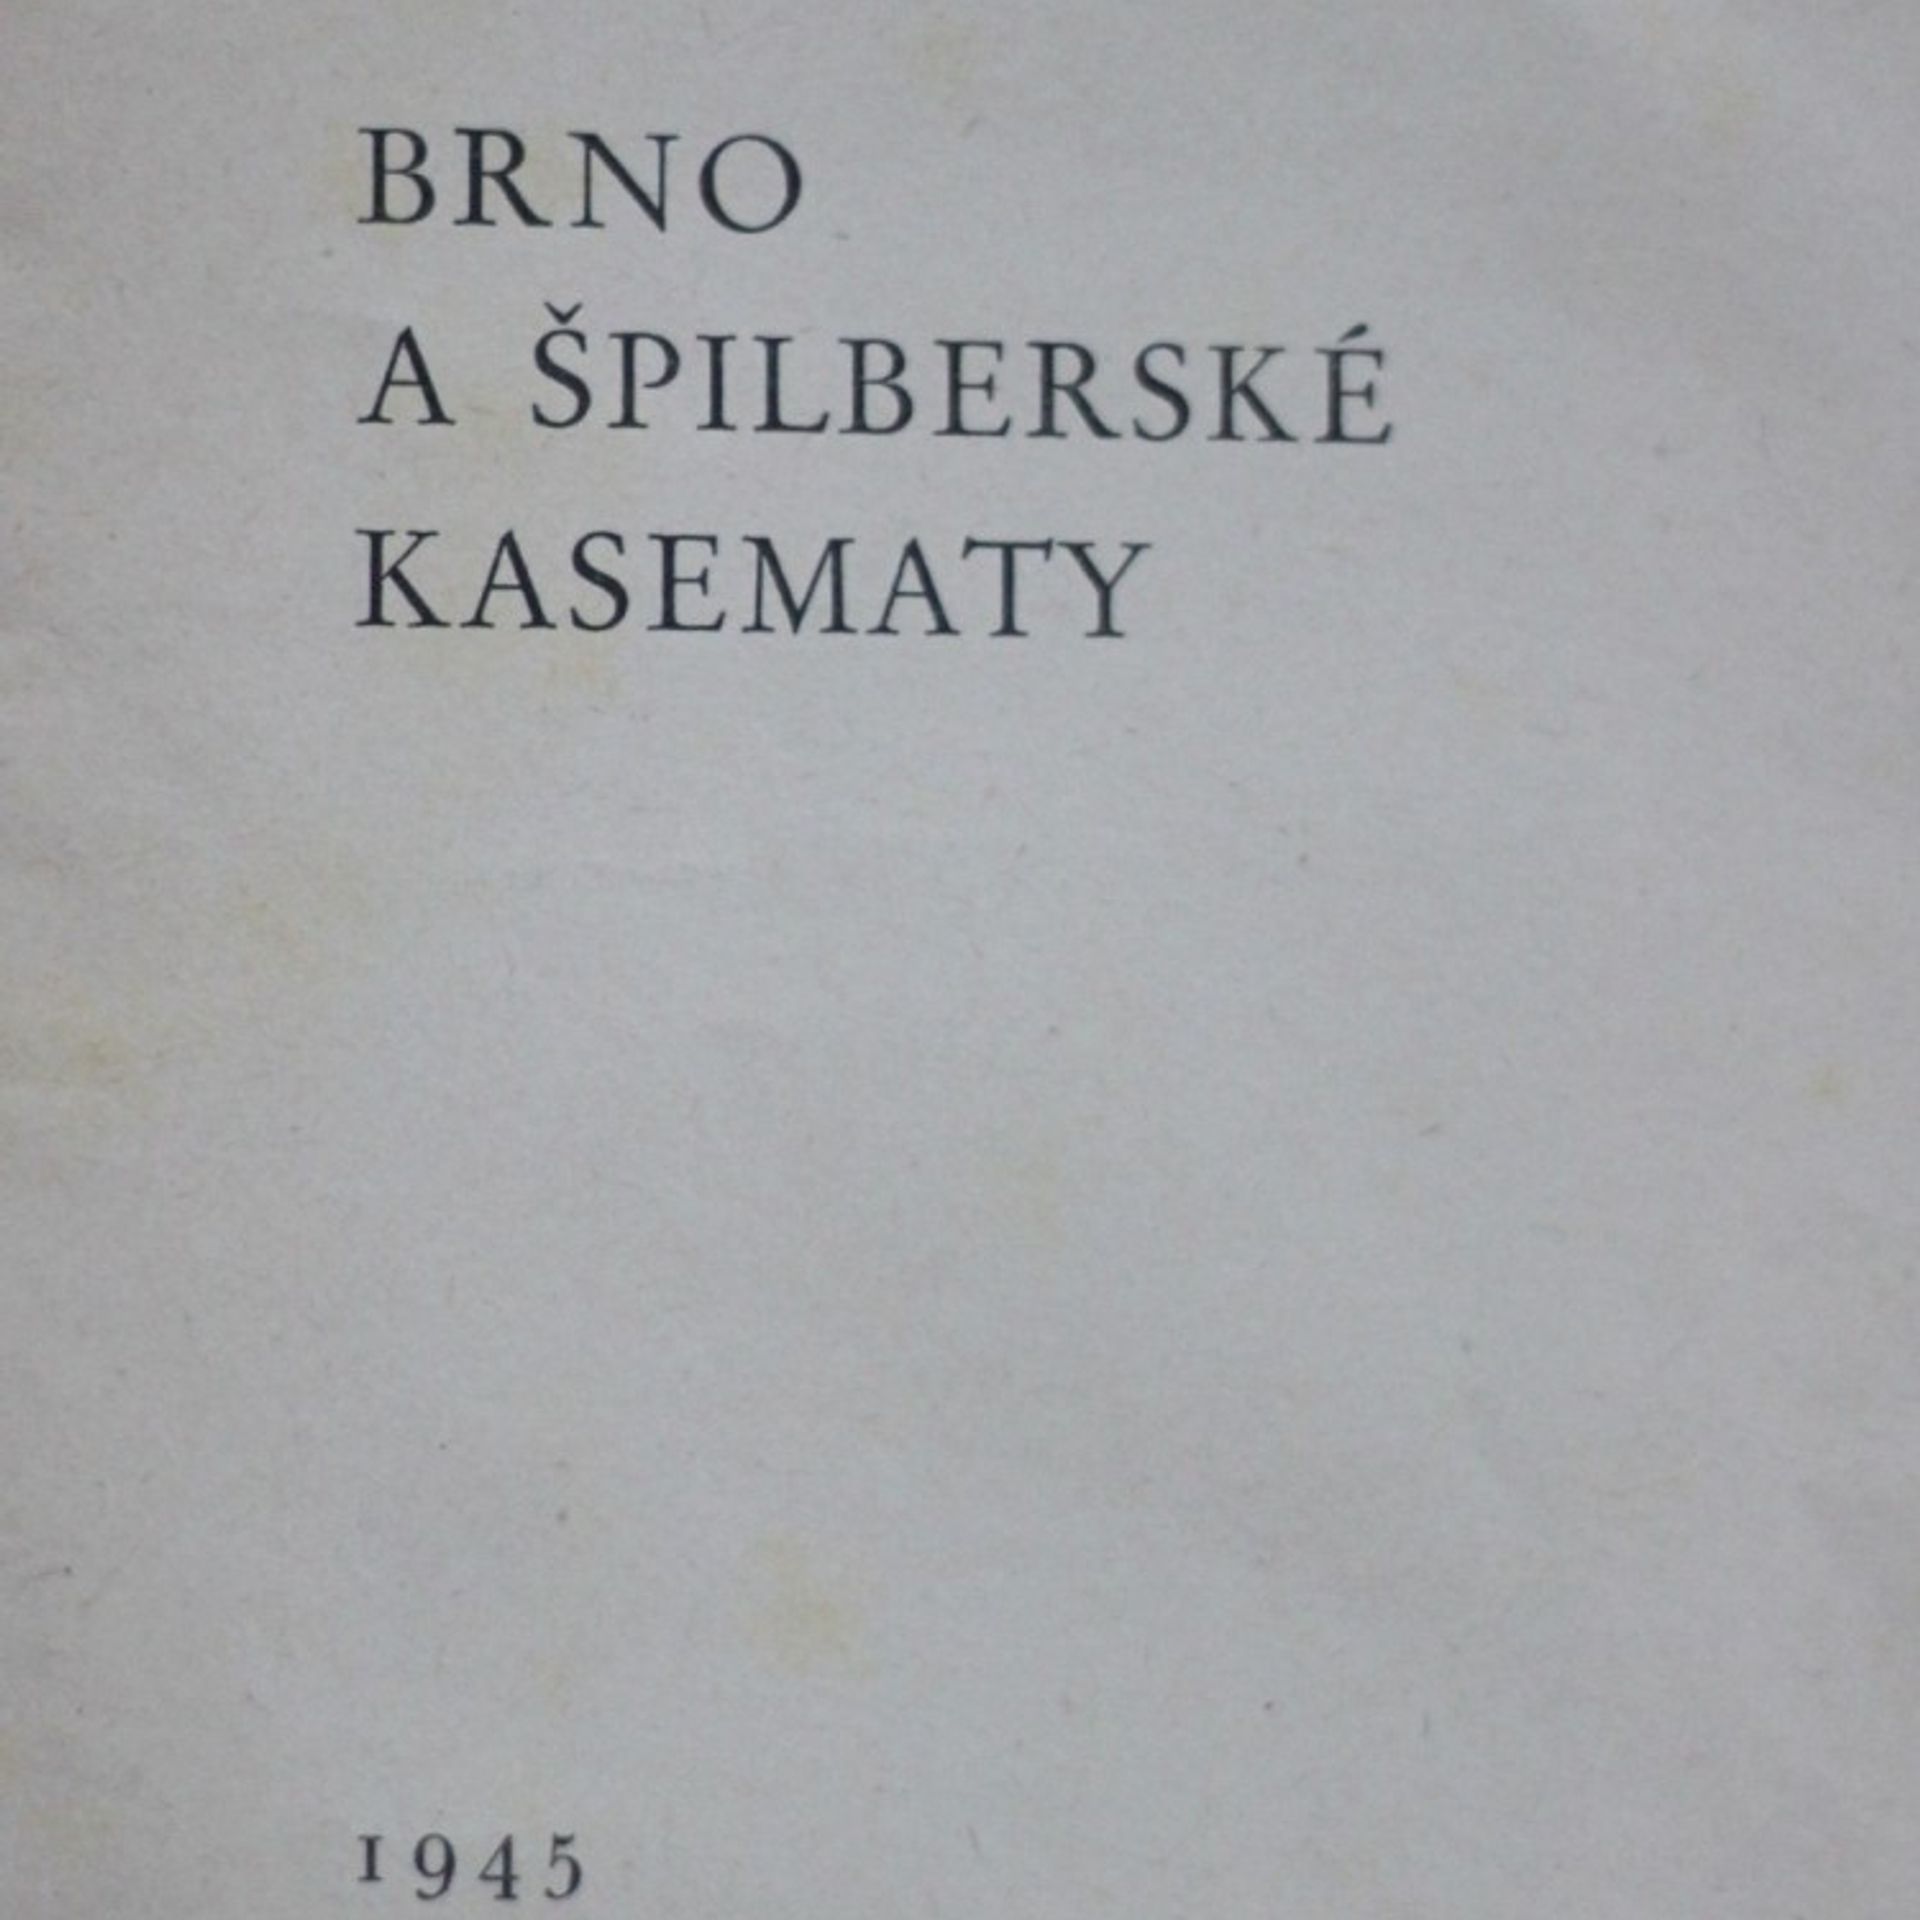 BRNO
A ŠPILBERSKÉ
KASEMATY
1945